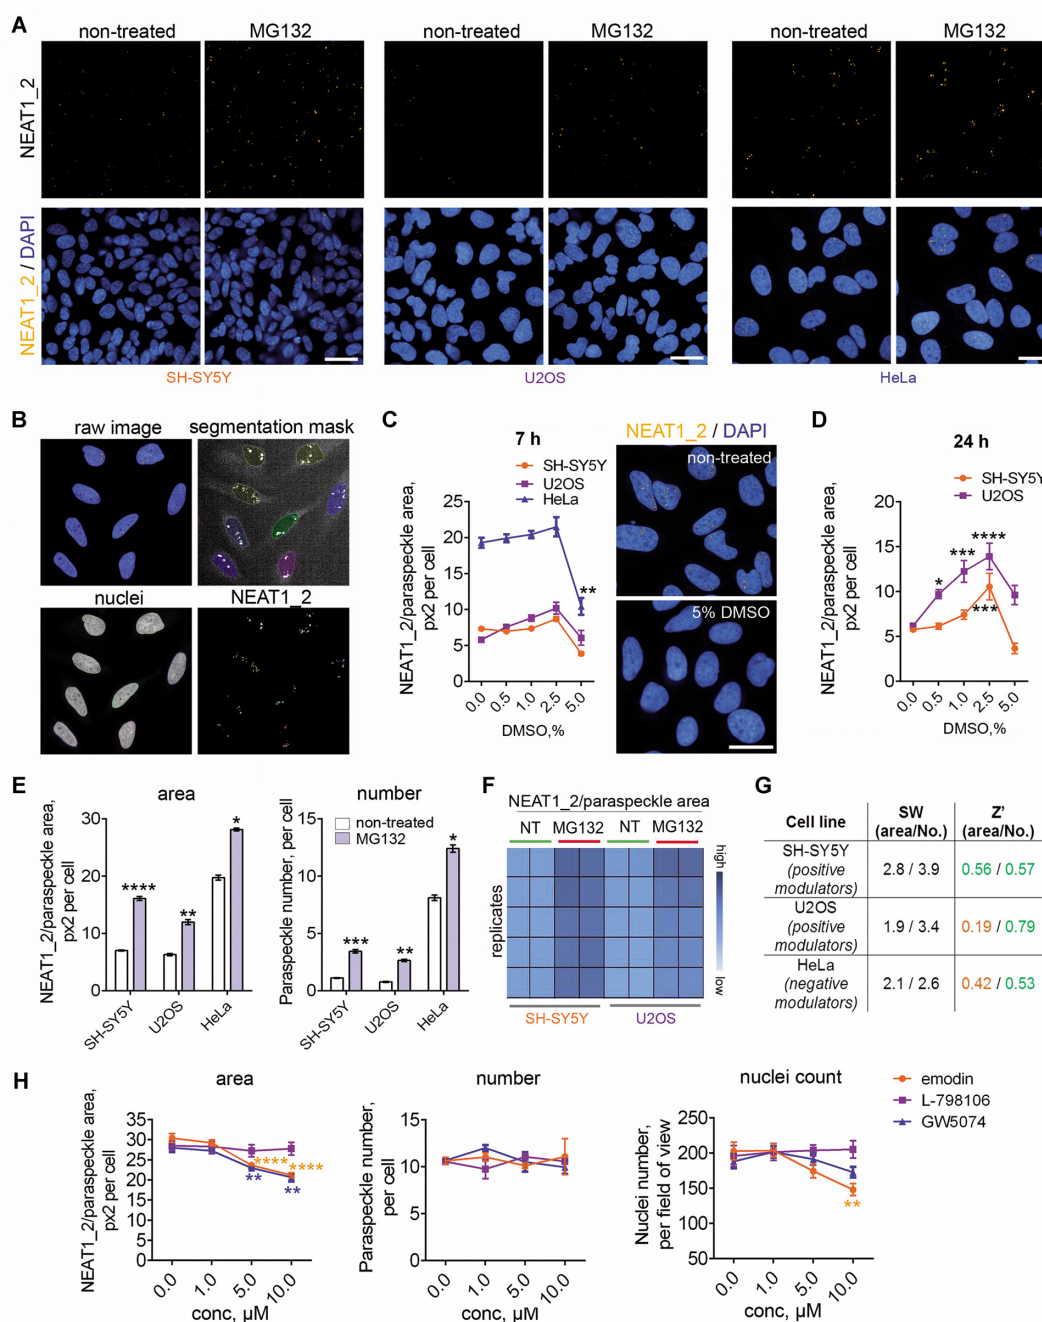 A
non-treated
MG132
non-treated
MG132
non-treated
MG132
NEAT1_2
NEAT1_2 / DAPI
SH-SY5Y
U2OS
HeLa
B
raw image
segmentation mask
nuclei
NEAT1_2
C
7 h
SH-SY5Y
U2OS
HeLa
NEAT1_2/paraspeckle area,
px2 per cell
25
20
15
10
5
0
**
0.0
0.5
1.0
2.5
5.0
DMSO,%
NEAT1_2 / DAPI
non-treated
5% DMSO
D
24 h
SH-SY5Y
U2OS
NEAT1_2/paraspeckle area,
px2 per cell
20
15
10
5
0
*
***
****
***
0.0
0.5
1.0
2.5
5.0
DMSO,%
E
area
NEAT1_2/paraspeckle area,
px2 per cell
30
20
10
0
****
**
*
SH-SY5Y
U2OS
HeLa
number
non-treated
MG132
Paraspeckle number, per cell
15
10
5
0
***
**
*
SH-SY5Y
U2OS
HeLa
F
NEAT1_2/paraspeckle area
NT
MG132
NT
MG132
replicates
high
low
SH-SY5Y
U2OS
G
Cell line
SW
(area/No.)
Z'
(area/No.)
SH-SY5Y
(positive
modulators)
2.8 / 3.9
0.56 / 0.57
U2OS
(positive
modulators)
1.9 / 3.4
0.19 / 0.79
HeLa
(negative
modulators)
2.1 / 2.6
0.42 / 0.53
H
area
NEAT1_2/paraspeckle area,
px2 per cell
35
30
25
20
15
10
5
0
****
****
**
**
0.0
1.0
5.0
10.0
conc, µM
number
Paraspeckle number,
per cell
15
10
5
0
0.0
1.0
5.0
10.0
conc, µM
nuclei count
Nuclei number,
per field of view
250
200
150
100
50
**
0.0
1.0
5.0
10.0
conc, µM
emodin
L-798106
GW5074